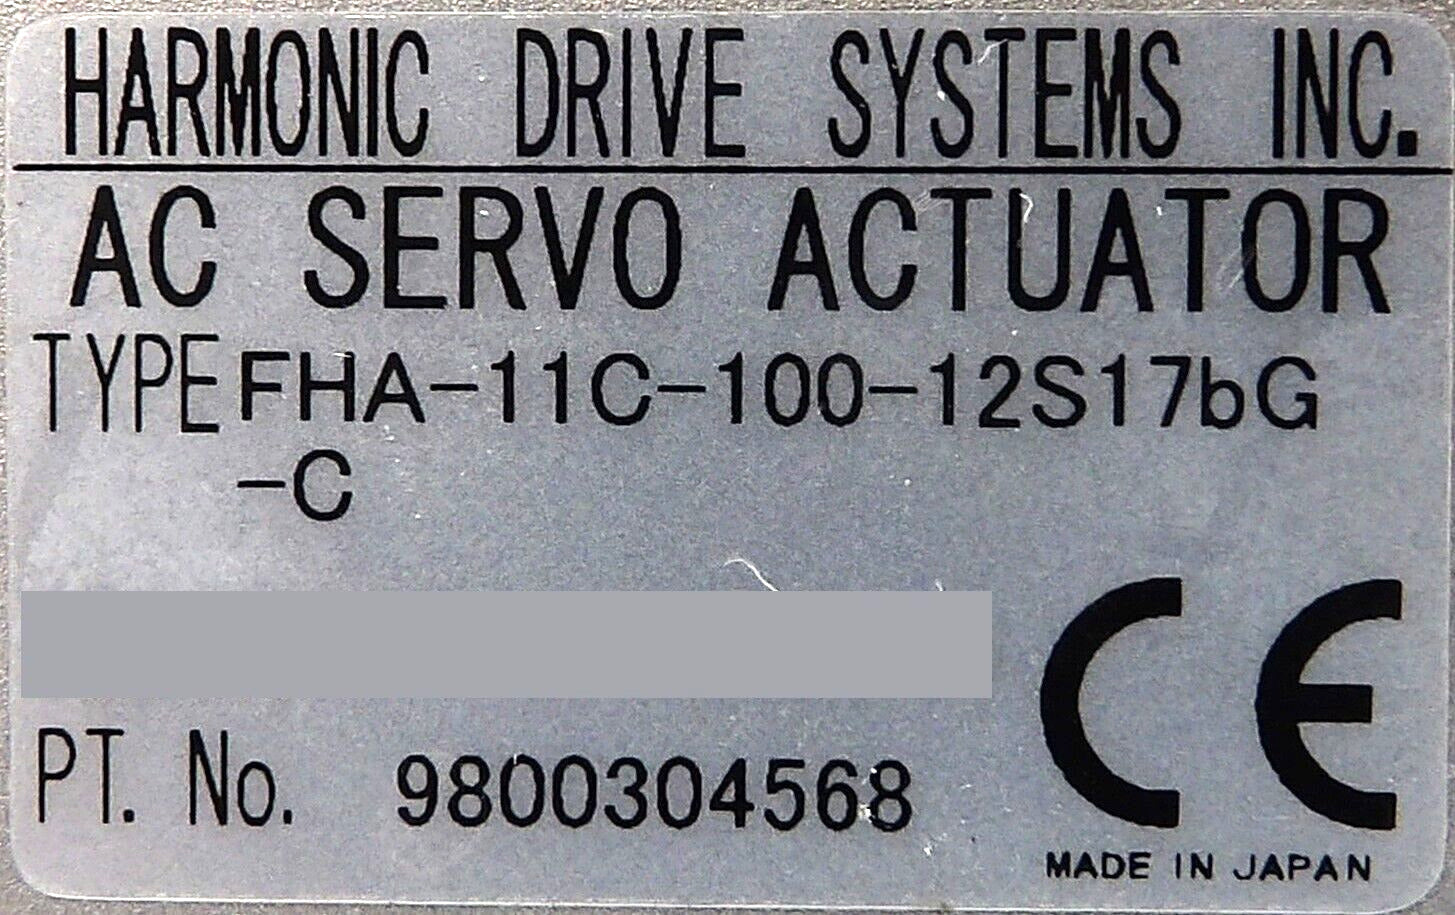 HARMONIC DRIVE SYSTEMS INC.
AC SERVO ACTUATOR
TYPE FHA-11C-100-12S17bG
-C
PT. No. 9800304568
CE
MADE IN JAPAN